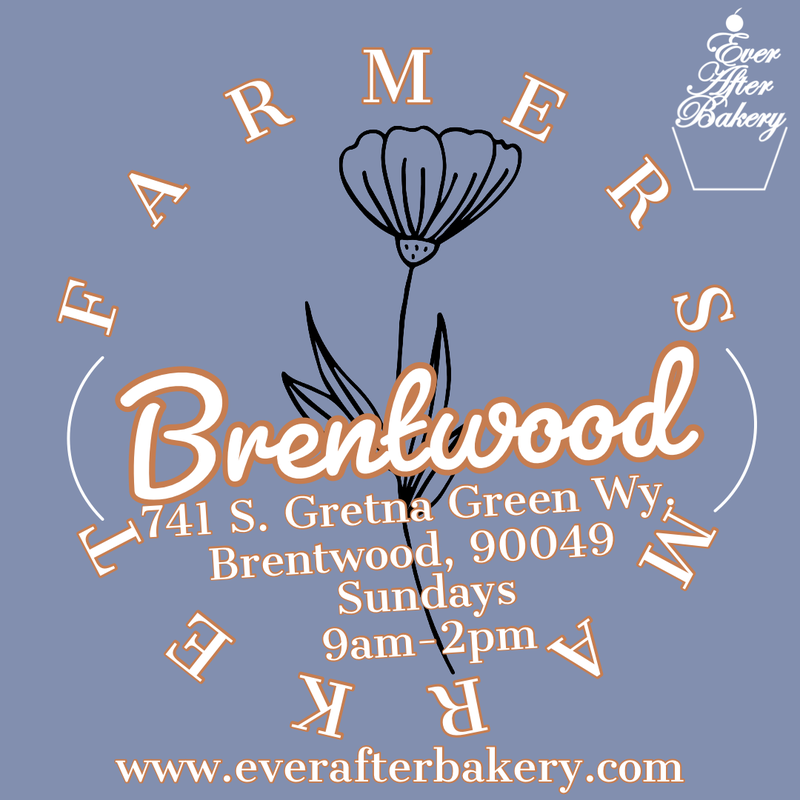 Ever
After
Bakery
FARMERS
Brentwood
741 S. Gretna Green Wy.
Brentwood, 90049
Sundays
9am-2pm
MARKET
www.everafterbakery.com